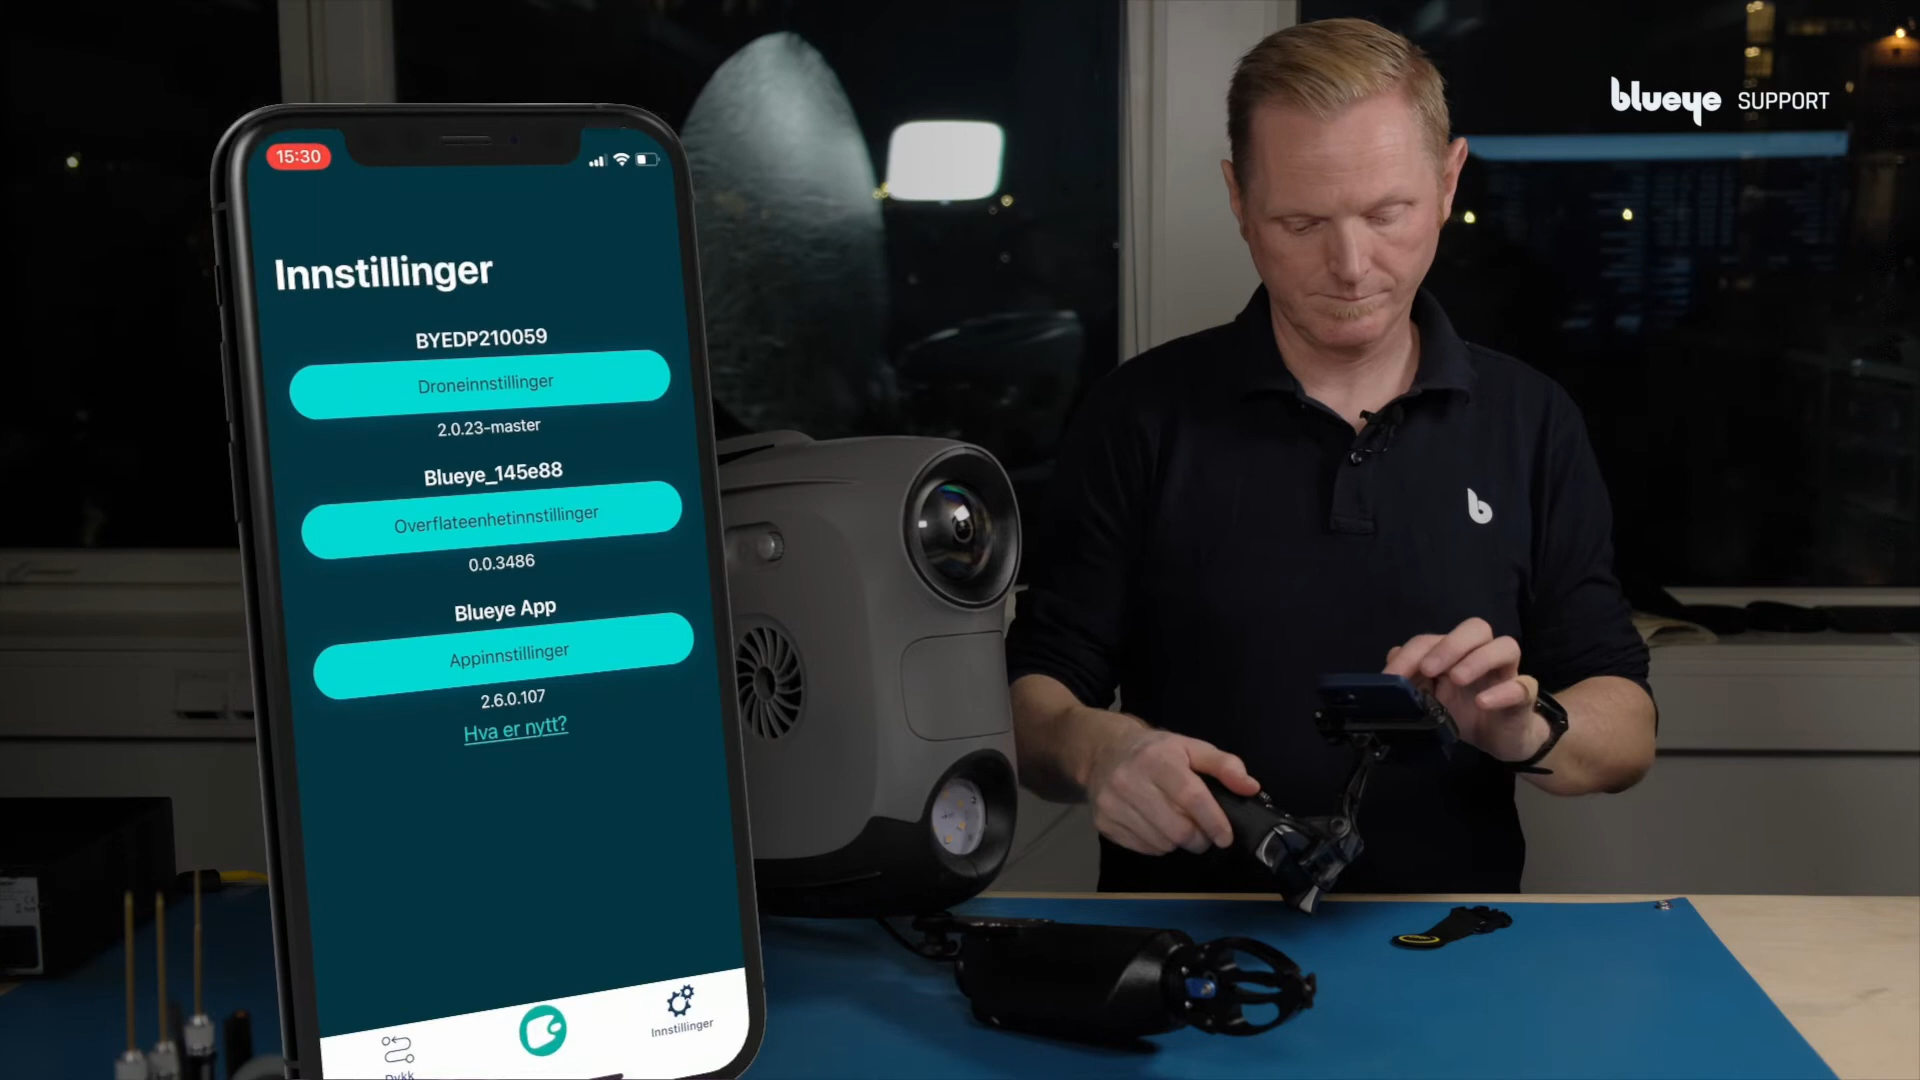 blueye SUPPORT
15:30
Innstillinger
BYEDP210059
Droneinnstillinger
2.0.23-master
Blueye_145e88
Overflateenhetinnstillinger
0.0.3486
Blueye App
Appinnstillinger
2.6.0.107
Hva er nytt?
Innstillinger
Dykk
b